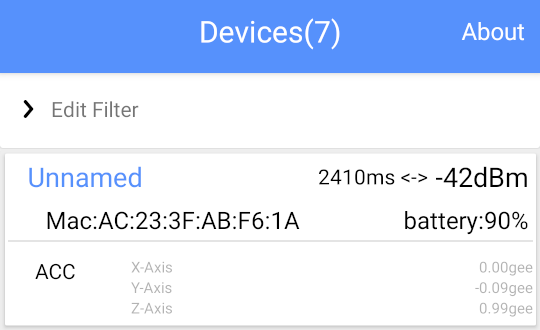 Devices(7) About
Edit Filter
Unnamed 2410ms <-> -42dBm
Mac:AC:23:3F:AB:F6:1A battery:90%
ACC X-Axis 0.00gee
Y-Axis -0.09gee
Z-Axis 0.99gee